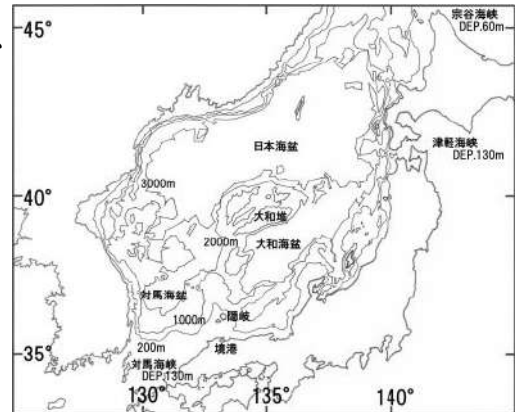 45°
宗谷海峡
DEP.60m
日本海盆
津軽海峡
DEP.130m
3000m
40°
大和堆
2000m
大和海盆
対馬海盆
1000m
隠岐
200m
境港
35°
対馬海峡
DEP.130m
130°
135°
140°